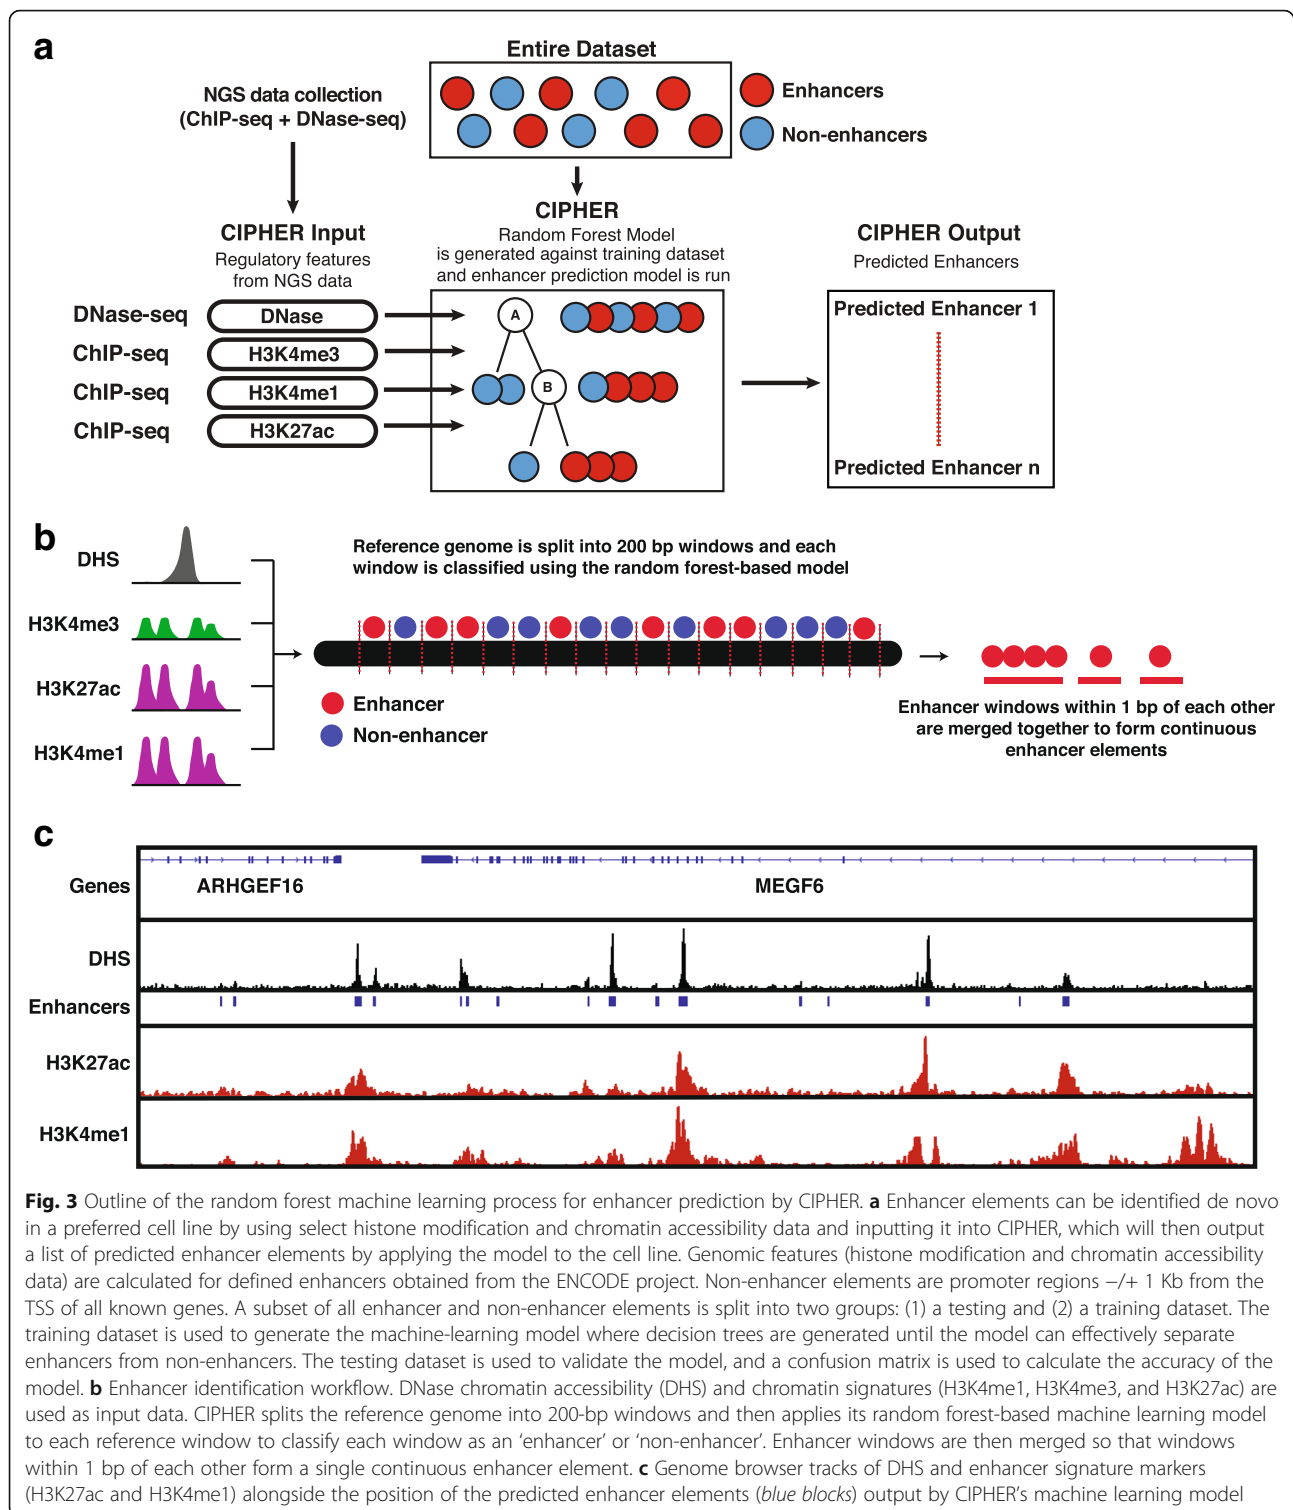 a
Entire Dataset
NGS data collection
(ChIP-seq + DNase-seq)
Enhancers
Non-enhancers
CIPHER Input
Regulatory features
from NGS data
CIPHER
Random Forest Model
is generated against training dataset
and enhancer prediction model is run
CIPHER Output
Predicted Enhancers
DNase-seq
DNase
ChIP-seq
H3K4me3
ChIP-seq
H3K4me1
ChIP-seq
H3K27ac
A
B
Predicted Enhancer 1
Predicted Enhancer n
b
DHS
H3K4me3
H3K27ac
H3K4me1
Reference genome is split into 200 bp windows and each
window is classified using the random forest-based model
Enhancer
Non-enhancer
Enhancer windows within 1 bp of each other
are merged together to form continuous
enhancer elements
c
Genes
ARHGEF16
MEGF6
DHS
Enhancers
H3K27ac
H3K4me1
Fig. 3 Outline of the random forest machine learning process for enhancer prediction by CIPHER. a Enhancer elements can be identified de novo
in a preferred cell line by using select histone modification and chromatin accessibility data and inputting it into CIPHER, which will then output
a list of predicted enhancer elements by applying the model to the cell line. Genomic features (histone modification and chromatin accessibility
data) are calculated for defined enhancers obtained from the ENCODE project. Non-enhancer elements are promoter regions −/+ 1 Kb from the
TSS of all known genes. A subset of all enhancer and non-enhancer elements is split into two groups: (1) a testing and (2) a training dataset. The
training dataset is used to generate the machine-learning model where decision trees are generated until the model can effectively separate
enhancers from non-enhancers. The testing dataset is used to validate the model, and a confusion matrix is used to calculate the accuracy of the
model. b Enhancer identification workflow. DNase chromatin accessibility (DHS) and chromatin signatures (H3K4me1, H3K4me3, and H3K27ac) are
used as input data. CIPHER splits the reference genome into 200-bp windows and then applies its random forest-based machine learning model
to each reference window to classify each window as an 'enhancer' or 'non-enhancer'. Enhancer windows are then merged so that windows
within 1 bp of each other form a single continuous enhancer element. c Genome browser tracks of DHS and enhancer signature markers
(H3K27ac and H3K4me1) alongside the position of the predicted enhancer elements (blue blocks) output by CIPHER's machine learning model